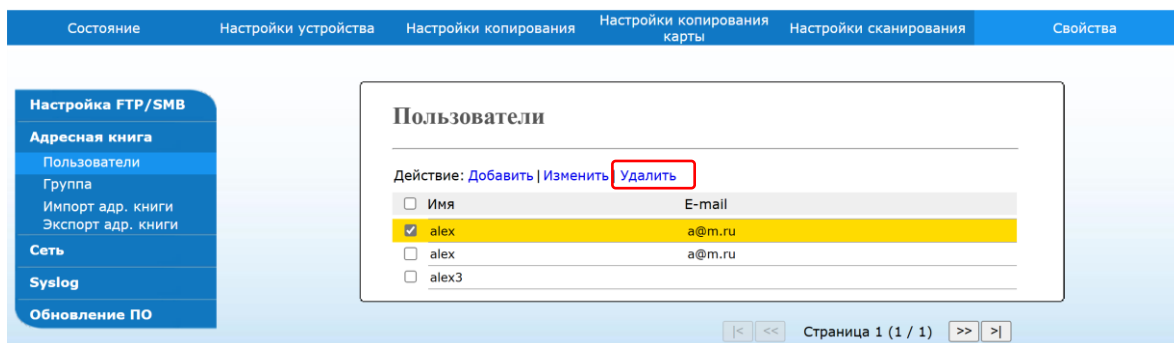 Состояние
Настройки устройства
Настройки копирования
Настройки копирования
карты
Настройки сканирования
Свойства
Настройка FTP/SMB
Адресная книга
Пользователи
Группа
Импорт адр. книги
Экспорт адр. книги
Сеть
Syslog
Обновление ПО
Пользователи
Действие: Добавить | Изменить | Удалить
Имя E-mail
alex a@m.ru
alex a@m.ru
alex3
|< << Страница 1 (1 / 1) >> >|